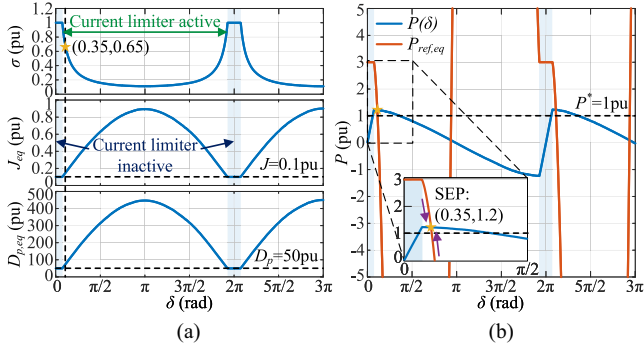 1
0.8
0.6
0.4
0.2
0
σ (pu)
Current limiter active
(0.35,0.65)
1
0.8
0.6
0.4
0.2
0
J_eq
Current limiter
inactive
J=0.1pu
500
400
300
200
100
0
D_p,eq
D_p=50pu
0 π/2 π 3π/2 2π 5π/2 3π
δ (rad)
(a)
5
4
3
2
1
0
-1
-2
-3
-4
-5
P (pu)
P(δ)
P_ref,eq
P*=1pu
3
2
1
0
SEP:
(0.35,1.2)
0 π/2
0 π/2 π 3π/2 2π 5π/2 3π
δ (rad)
(b)